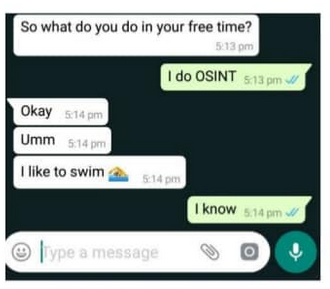 So what do you do in your free time?
5:13 pm
I do OSINT 5:13 pm
Okay 5:14 pm
Umm 5:14 pm
I like to swim 🏊 5:14 pm
I know 5:14 pm
Type a message